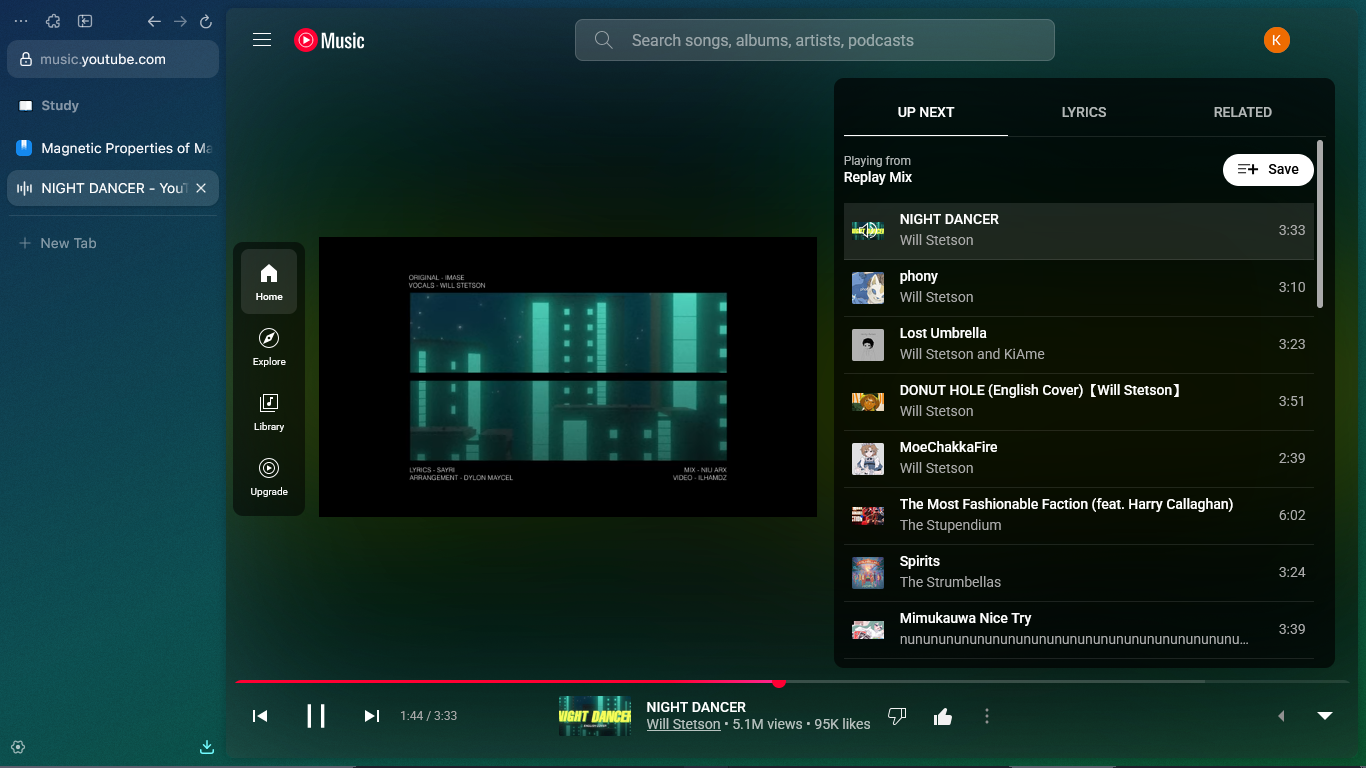 music.youtube.com
Study
Magnetic Properties of Ma
NIGHT DANCER - YouT
New Tab
Music
Search songs, albums, artists, podcasts
K
Home
Explore
Library
Upgrade
ORIGINAL - IMASE
VOCALS - WILL STETSON
LYRICS - SAYRI
ARRANGEMENT - DYLON MAYCEL
MIX - NIU ARX
VIDEO - ILHAMDZ
UP NEXT
LYRICS
RELATED
Playing from
Replay Mix
Save
NIGHT DANCER
Will Stetson
3:33
phony
Will Stetson
3:10
Lost Umbrella
Will Stetson and KiAme
3:23
DONUT HOLE (English Cover)【Will Stetson】
Will Stetson
3:51
MoeChakkaFire
Will Stetson
2:39
The Most Fashionable Faction (feat. Harry Callaghan)
The Stupendium
6:02
Spirits
The Strumbellas
3:24
Mimukauwa Nice Try
nunununununununununununununununununununu...
3:39
1:44 / 3:33
NIGHT DANCER
NIGHT DANCER
Will Stetson • 5.1M views • 95K likes